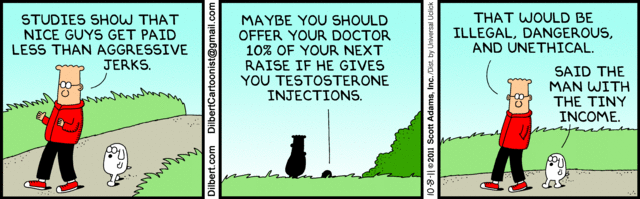 STUDIES SHOW THAT
NICE GUYS GET PAID
LESS THAN AGGRESSIVE
JERKS.
Dilbert.com DilbertCartoonist@gmail.com
MAYBE YOU SHOULD
OFFER YOUR DOCTOR
10% OF YOUR NEXT
RAISE IF HE GIVES
YOU TESTOSTERONE
INJECTIONS.
10-31-11 ©2011 Scott Adams, Inc. /Dist. by Universal Uclick
THAT WOULD BE
ILLEGAL, DANGEROUS,
AND UNETHICAL.
SAID THE
MAN WITH
THE TINY
INCOME.